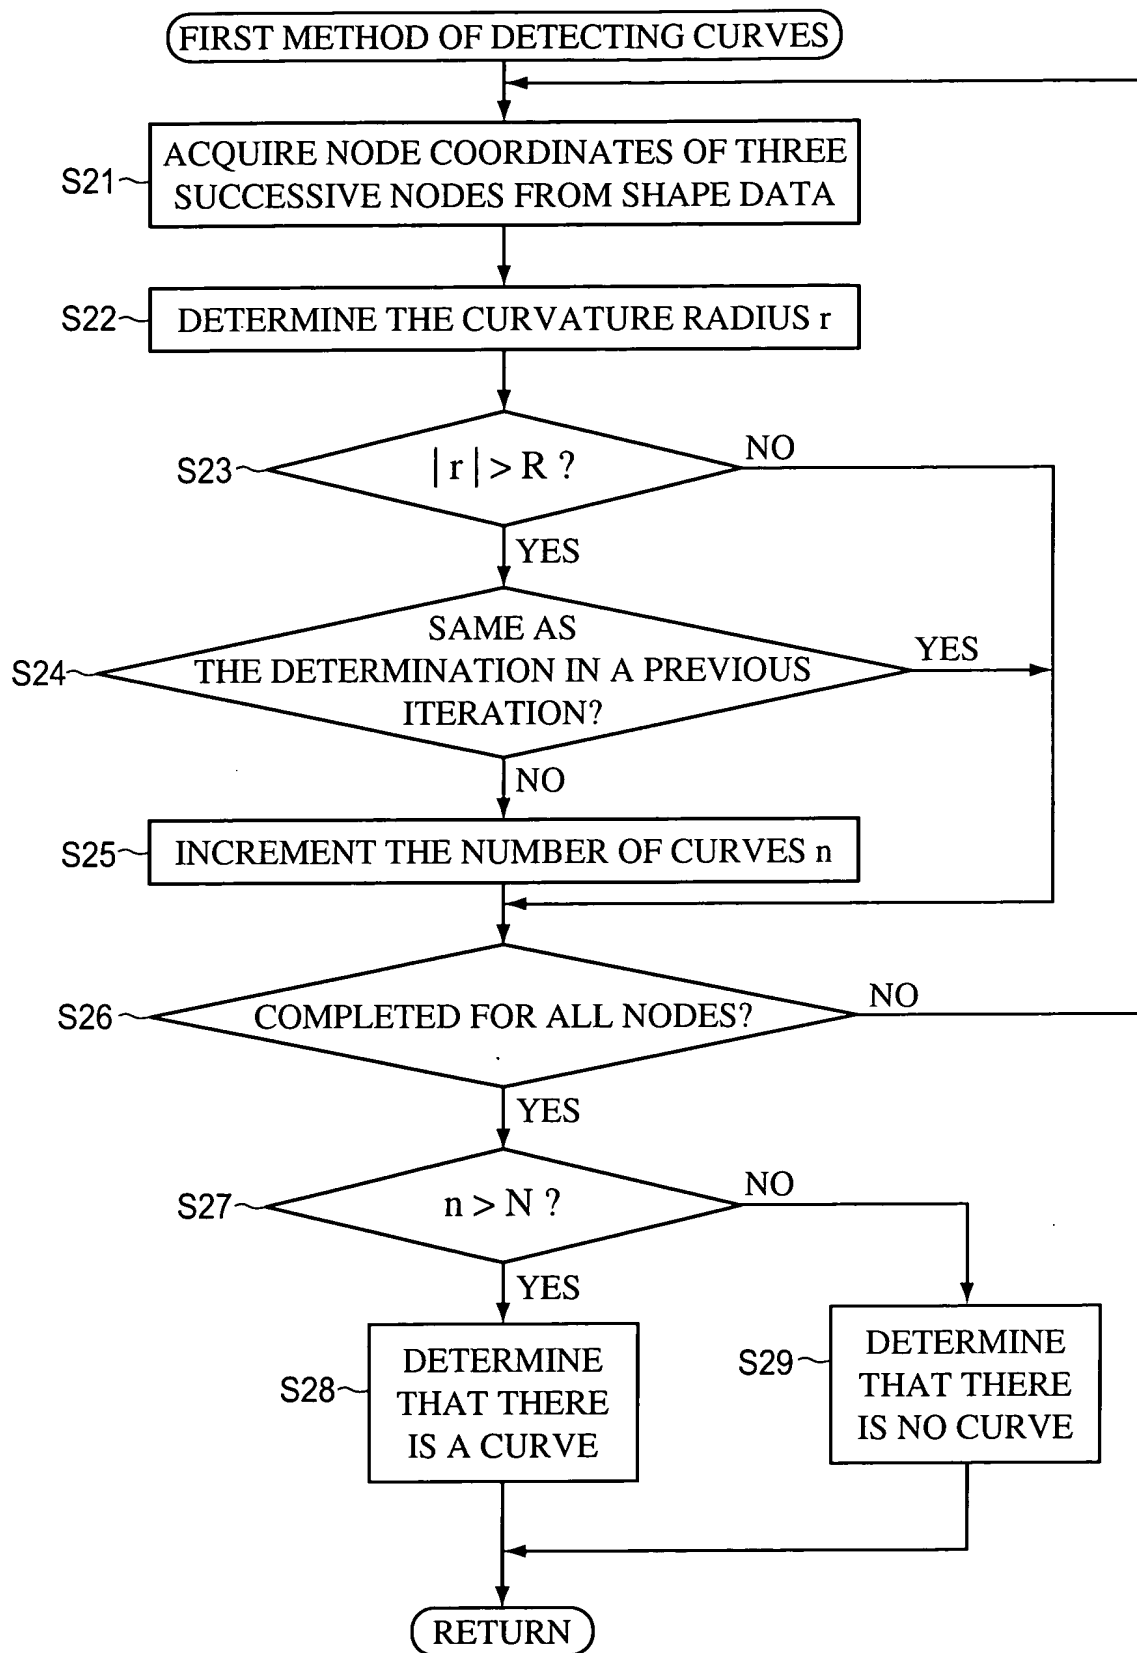 FIRST METHOD OF DETECTING CURVES
S21
ACQUIRE NODE COORDINATES OF THREE
SUCCESSIVE NODES FROM SHAPE DATA
S22
DETERMINE THE CURVATURE RADIUS r
S23
| r | > R ?
NO
YES
S24
SAME AS
THE DETERMINATION IN A PREVIOUS
ITERATION?
YES
NO
S25
INCREMENT THE NUMBER OF CURVES n
S26
COMPLETED FOR ALL NODES?
NO
YES
S27
n > N ?
NO
YES
S28
DETERMINE
THAT THERE
IS A CURVE
S29
DETERMINE
THAT THERE
IS NO CURVE
RETURN